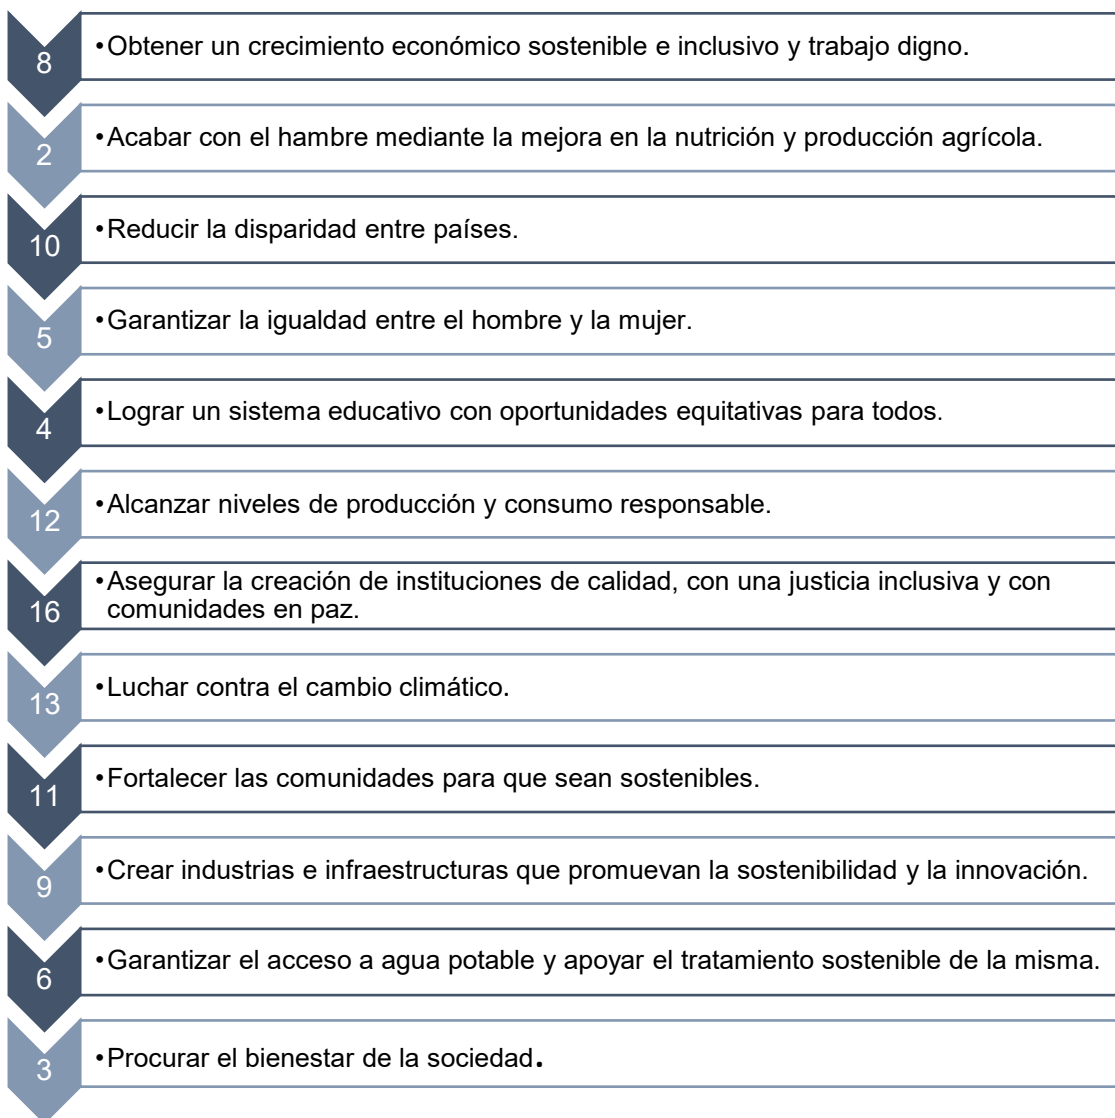 8
•Obtener un crecimiento económico sostenible e inclusivo y trabajo digno.
2
•Acabar con el hambre mediante la mejora en la nutrición y producción agrícola.
10
•Reducir la disparidad entre países.
5
•Garantizar la igualdad entre el hombre y la mujer.
4
•Lograr un sistema educativo con oportunidades equitativas para todos.
12
•Alcanzar niveles de producción y consumo responsable.
16
•Asegurar la creación de instituciones de calidad, con una justicia inclusiva y con
comunidades en paz.
13
•Luchar contra el cambio climático.
11
•Fortalecer las comunidades para que sean sostenibles.
9
•Crear industrias e infraestructuras que promuevan la sostenibilidad y la innovación.
6
•Garantizar el acceso a agua potable y apoyar el tratamiento sostenible de la misma.
3
•Procurar el bienestar de la sociedad.